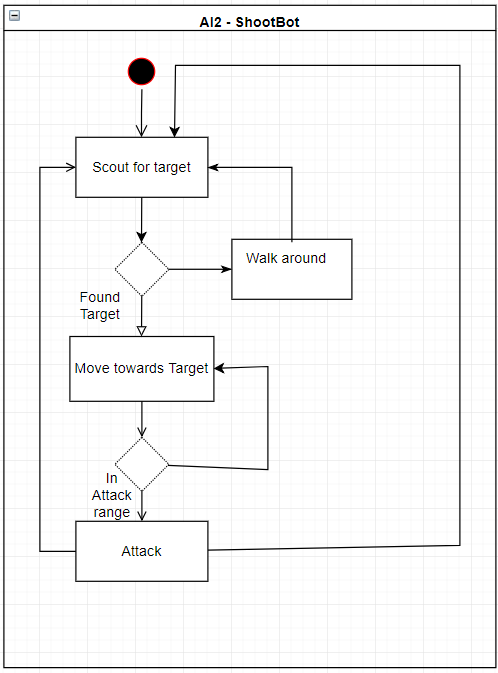 AI2 - ShootBot
Scout for target
Walk around
Found
Target
Move towards Target
In
Attack
range
Attack